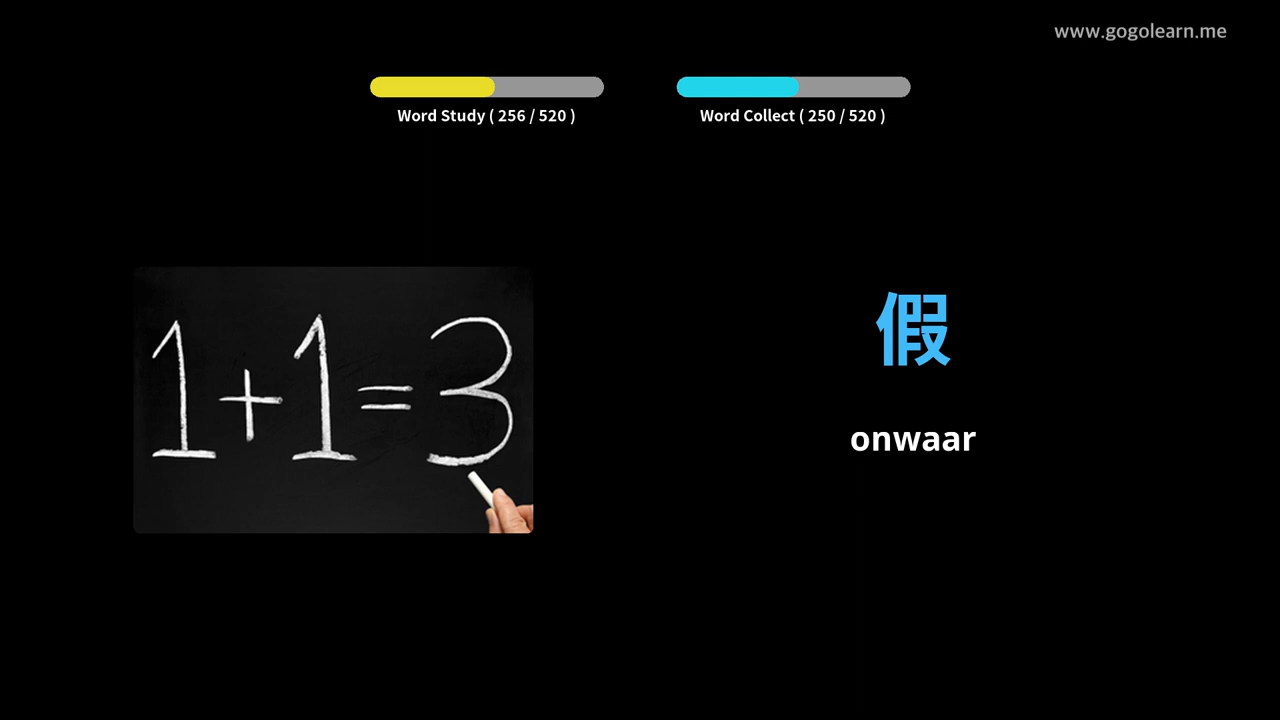 www.gogolearn.me
Word Study ( 256 / 520 )
Word Collect ( 250 / 520 )
1+1=3
假
onwaar